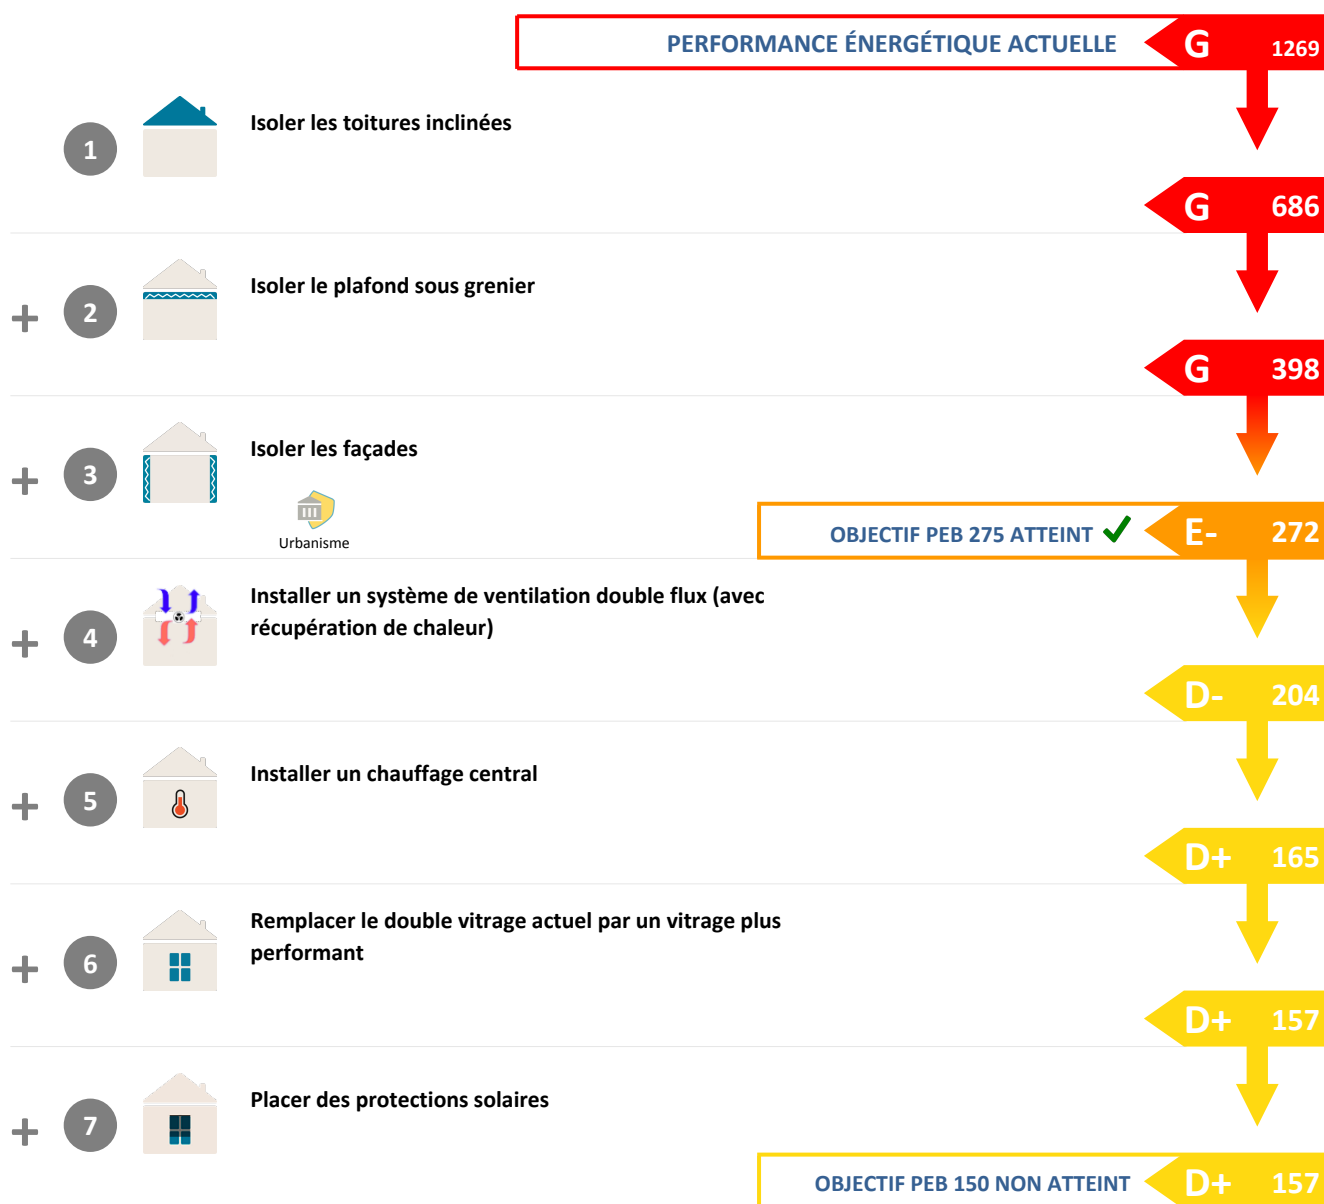 PERFORMANCE ÉNERGÉTIQUE ACTUELLE G 1269
1 Isoler les toitures inclinées
G 686
+ 2 Isoler le plafond sous grenier
G 398
+ 3 Isoler les façades
Urbanisme
OBJECTIF PEB 275 ATTEINT E- 272
+ 4 Installer un système de ventilation double flux (avec
récupération de chaleur)
D- 204
+ 5 Installer un chauffage central
D+ 165
+ 6 Remplacer le double vitrage actuel par un vitrage plus
performant
D+ 157
+ 7 Placer des protections solaires
OBJECTIF PEB 150 NON ATTEINT D+ 157